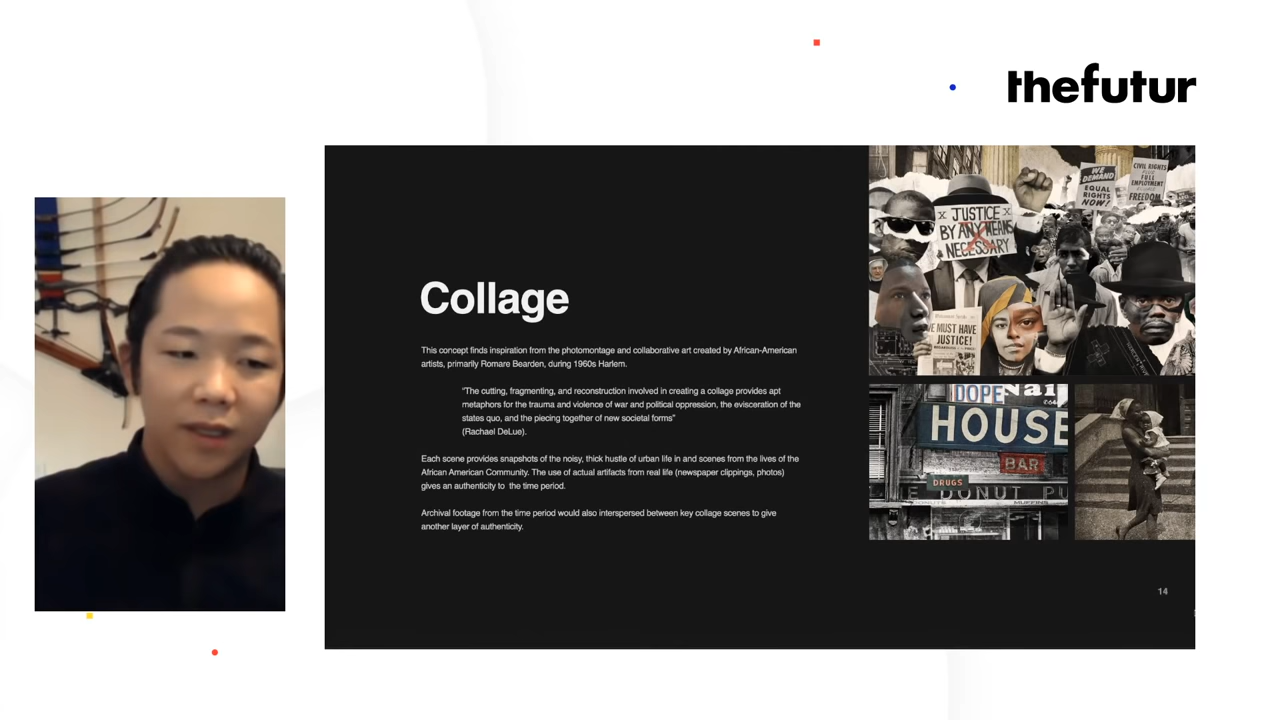 thefutur
Collage
This concept finds inspiration from the photomontage and collaborative art created by African-American
artists, primarily Romare Bearden, during 1960s Harlem.
"The cutting, fragmenting, and reconstruction involved in creating a collage provides apt
metaphors for the trauma and violence of war and political oppression, the evisceration of the
states quo, and the piecing together of new societal forms"
(Rachael DeLue).
Each scene provides snapshots of the noisy, thick hustle of urban life in and scenes from the lives of the
African American Community. The use of actual artifacts from real life (newspaper clippings, photos)
gives an authenticity to the time period.
Archival footage from the time period would also interspersed between key collage scenes to give
another layer of authenticity.
WE
DEMAND
EQUAL
RIGHTS
NOW!
CIVIL RIGHTS
PLUS
FULL
EMPLOYMENT
FREEDOM
JUSTICE
BY ANY MEANS
NECESSARY
WE MUST HAVE
JUSTICE!
DOPE
Nai
HOUSE
BAR
DRUGS
E DONUT PU
MUFFINS
14